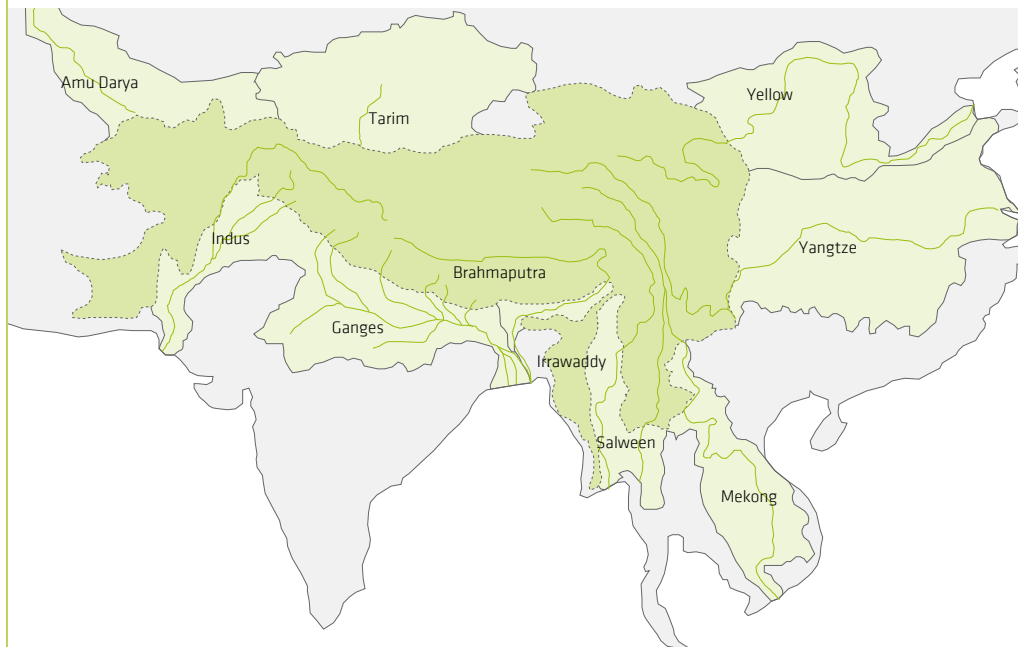 Amu Darya
Yellow
Tarim
Indus
Yangtze
Brahmaputra
Ganges
Irrawaddy
Salween
Mekong